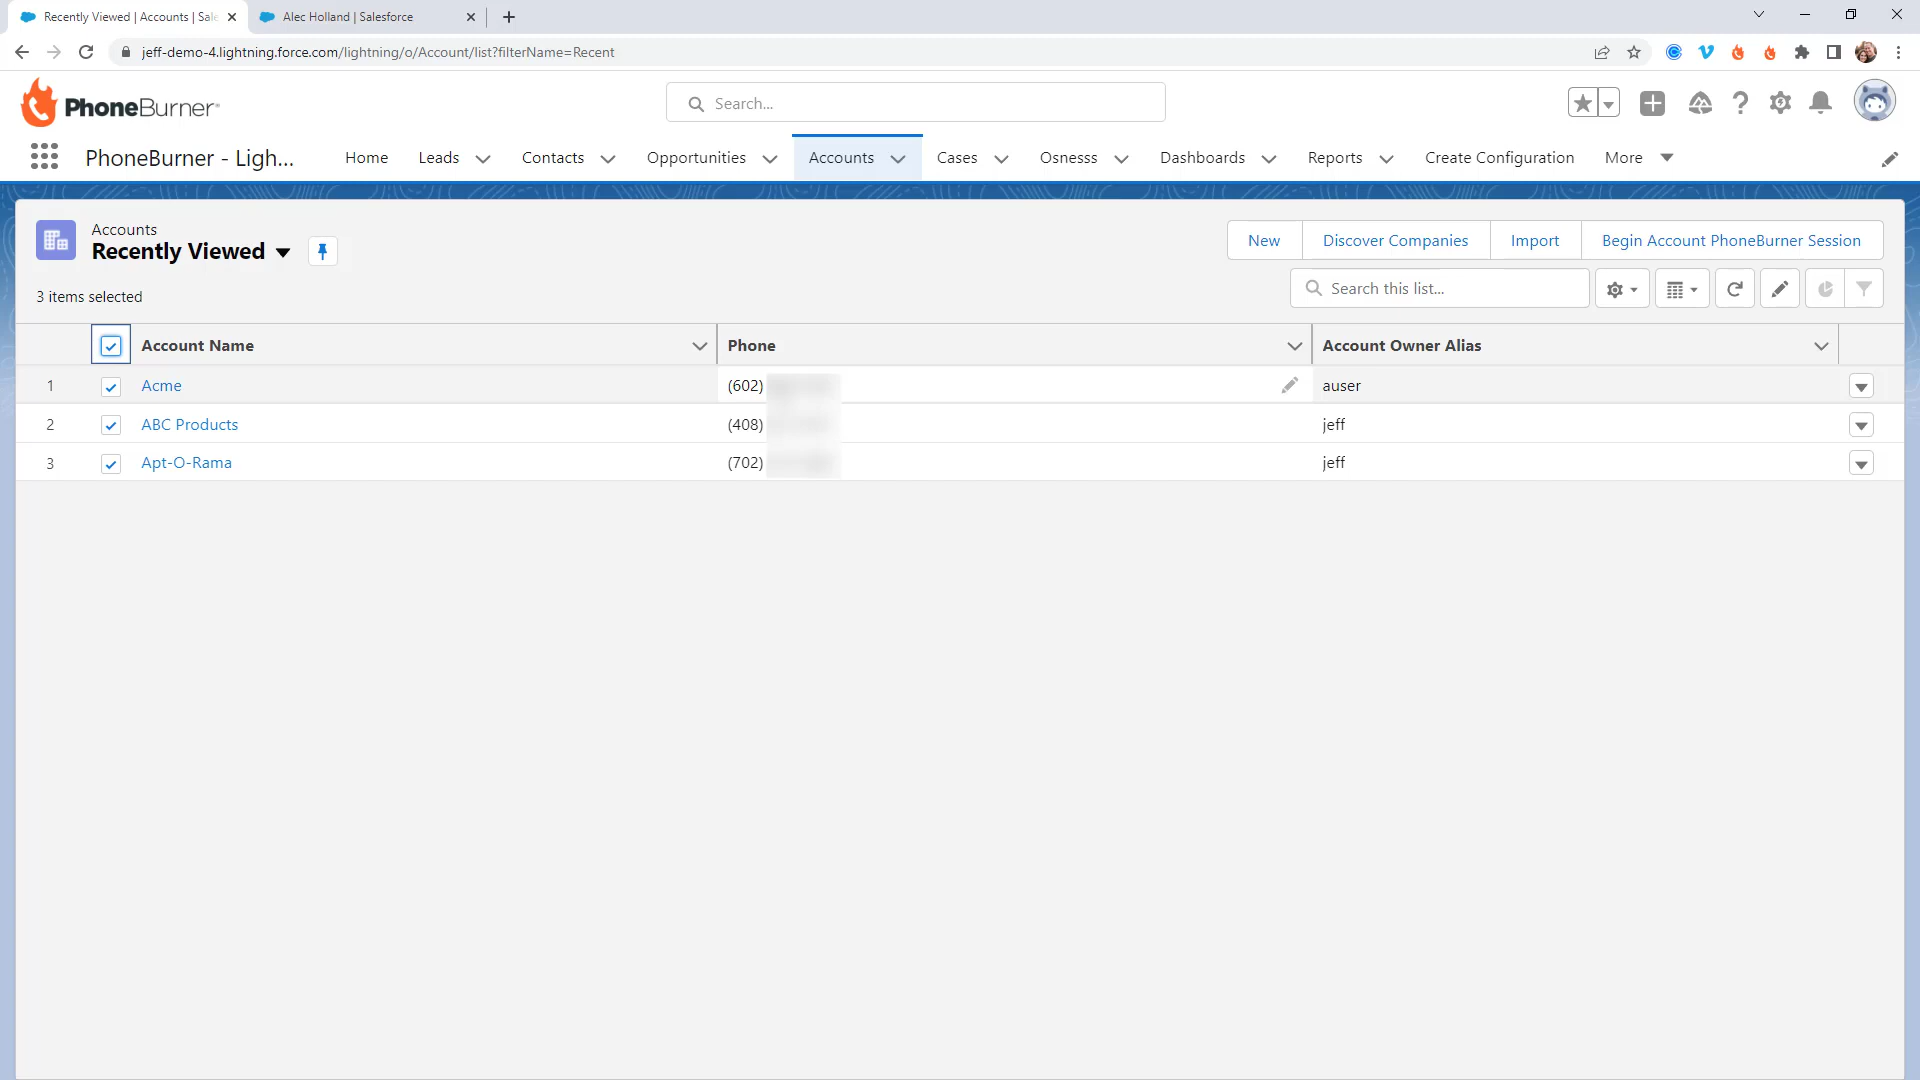 Recently Viewed | Accounts | Sale
Alec Holland | Salesforce
jeff-demo-4.lightning.force.com/lightning/o/Account/list?filterName=Recent
PhoneBurner
Search...
PhoneBurner - Ligh... Home Leads Contacts Opportunities Accounts Cases Osnesss Dashboards Reports Create Configuration More
Accounts
Recently Viewed
New Discover Companies Import Begin Account PhoneBurner Session
3 items selected
Search this list...
Account Name Phone Account Owner Alias
1 Acme (602) auser
2 ABC Products (408) jeff
3 Apt-O-Rama (702) jeff